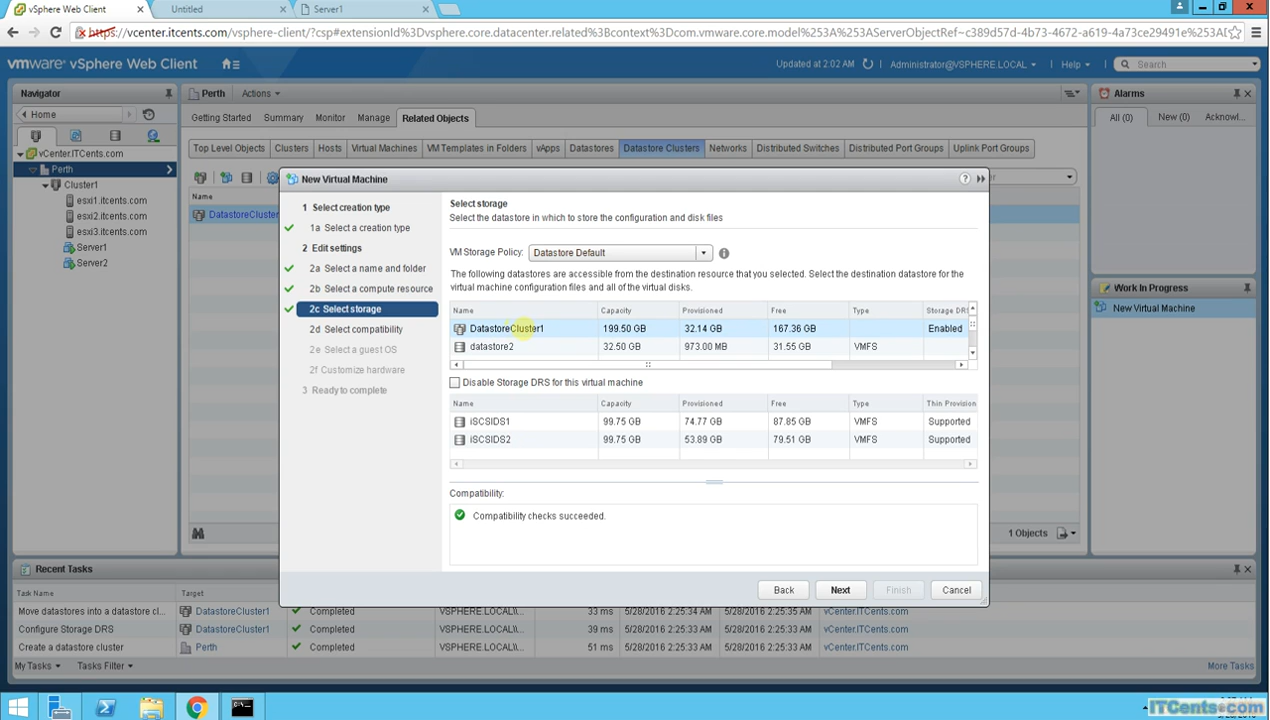 vSphere Web Client
Untitled
Server1
https://vcenter.itcents.com/vsphere-client/?csp#extensionId%3Dvsphere.core.datacenter.related%3Bcontext%3Dcom.vmware.core.model%253A%253AServerObjectRef~c389d57d-4b73-4672-a619-4a73ce29491e%253A%253AD
vmware® vSphere Web Client
Updated at 2:02 AM
Administrator@VSPHERE.LOCAL
Help
Search
Navigator
Perth
Actions
Alarms
Home
Getting Started Summary Monitor Manage Related Objects
All (0) New (0) Acknowl...
vCenter.ITCents.com
Perth
Cluster1
esxi1.itcents.com
esxi2.itcents.com
esxi3.itcents.com
Server1
Server2
Top Level Objects Clusters Hosts Virtual Machines VM Templates in Folders vApps Datastores Datastore Clusters Networks Distributed Switches Distributed Port Groups Uplink Port Groups
Name
DatastoreCluster
New Virtual Machine
1 Select creation type
1a Select a creation type
2 Edit settings
2a Select a name and folder
2b Select a compute resource
2c Select storage
2d Select compatibility
2e Select a guest OS
2f Customize hardware
3 Ready to complete
Select storage
Select the datastore in which to store the configuration and disk files
VM Storage Policy: Datastore Default
The following datastores are accessible from the destination resource that you selected. Select the destination datastore for the
virtual machine configuration files and all of the virtual disks.
Name Capacity Provisioned Free Type Storage DRS
DatastoreCluster1 199.50 GB 32.14 GB 167.36 GB Enabled
datastore2 32.50 GB 973.00 MB 31.55 GB VMFS
Disable Storage DRS for this virtual machine
Name Capacity Provisioned Free Type Thin Provision
iSCSIDS1 99.75 GB 74.77 GB 87.85 GB VMFS Supported
iSCSIDS2 99.75 GB 53.89 GB 79.51 GB VMFS Supported
Compatibility:
Compatibility checks succeeded.
Back Next Finish Cancel
Work In Progress
New Virtual Machine
1 Objects
Recent Tasks
Task Name Target
Move datastores into a datastore cl... DatastoreCluster1 Completed VSPHERE.LOCAL\\... 33 ms 5/28/2016 2:25:34 AM 5/28/2016 2:25:35 AM vCenter.ITCents.com
Configure Storage DRS DatastoreCluster1 Completed VSPHERE.LOCAL\\... 39 ms 5/28/2016 2:25:33 AM 5/28/2016 2:25:33 AM vCenter.ITCents.com
Create a datastore cluster Perth Completed VSPHERE.LOCAL\\... 51 ms 5/28/2016 2:25:33 AM 5/28/2016 2:25:33 AM vCenter.ITCents.com
My Tasks Tasks Filter More Tasks
ITCents.com